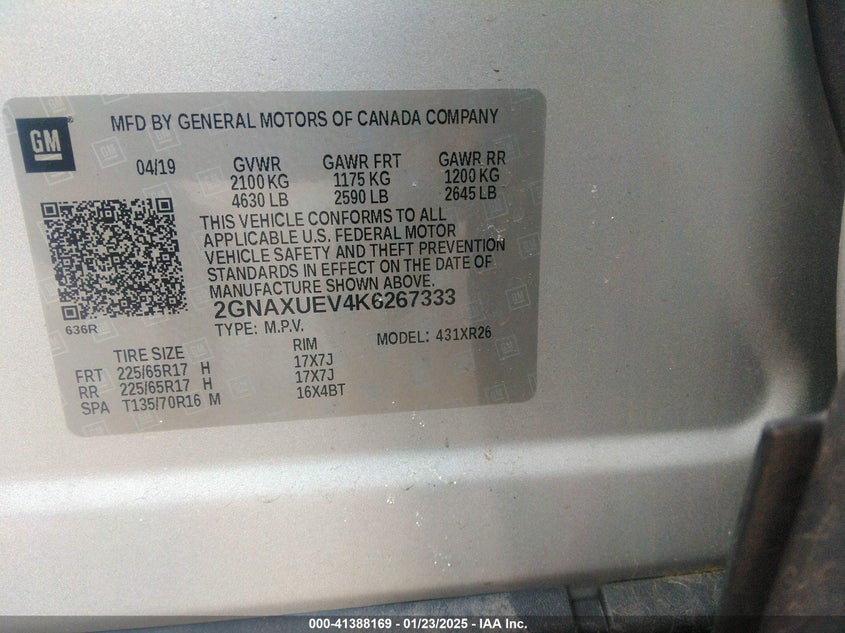 GM
MFD BY GENERAL MOTORS OF CANADA COMPANY
04/19 GVWR GAWR FRT GAWR RR
2100 KG 1175 KG 1200 KG
4630 LB 2590 LB 2645 LB
THIS VEHICLE CONFORMS TO ALL
APPLICABLE U.S. FEDERAL MOTOR
VEHICLE SAFETY AND THEFT PREVENTION
STANDARDS IN EFFECT ON THE DATE OF
MANUFACTURE SHOWN ABOVE.
2GNAXUEV4K6267333
636R
TYPE: M.P.V. MODEL: 431XR26
TIRE SIZE RIM
FRT 225/65R17 H 17X7J
RR 225/65R17 H 17X7J
SPA T135/70R16 M 16X4BT
000-41388169 - 01/23/2025 - IAA Inc.